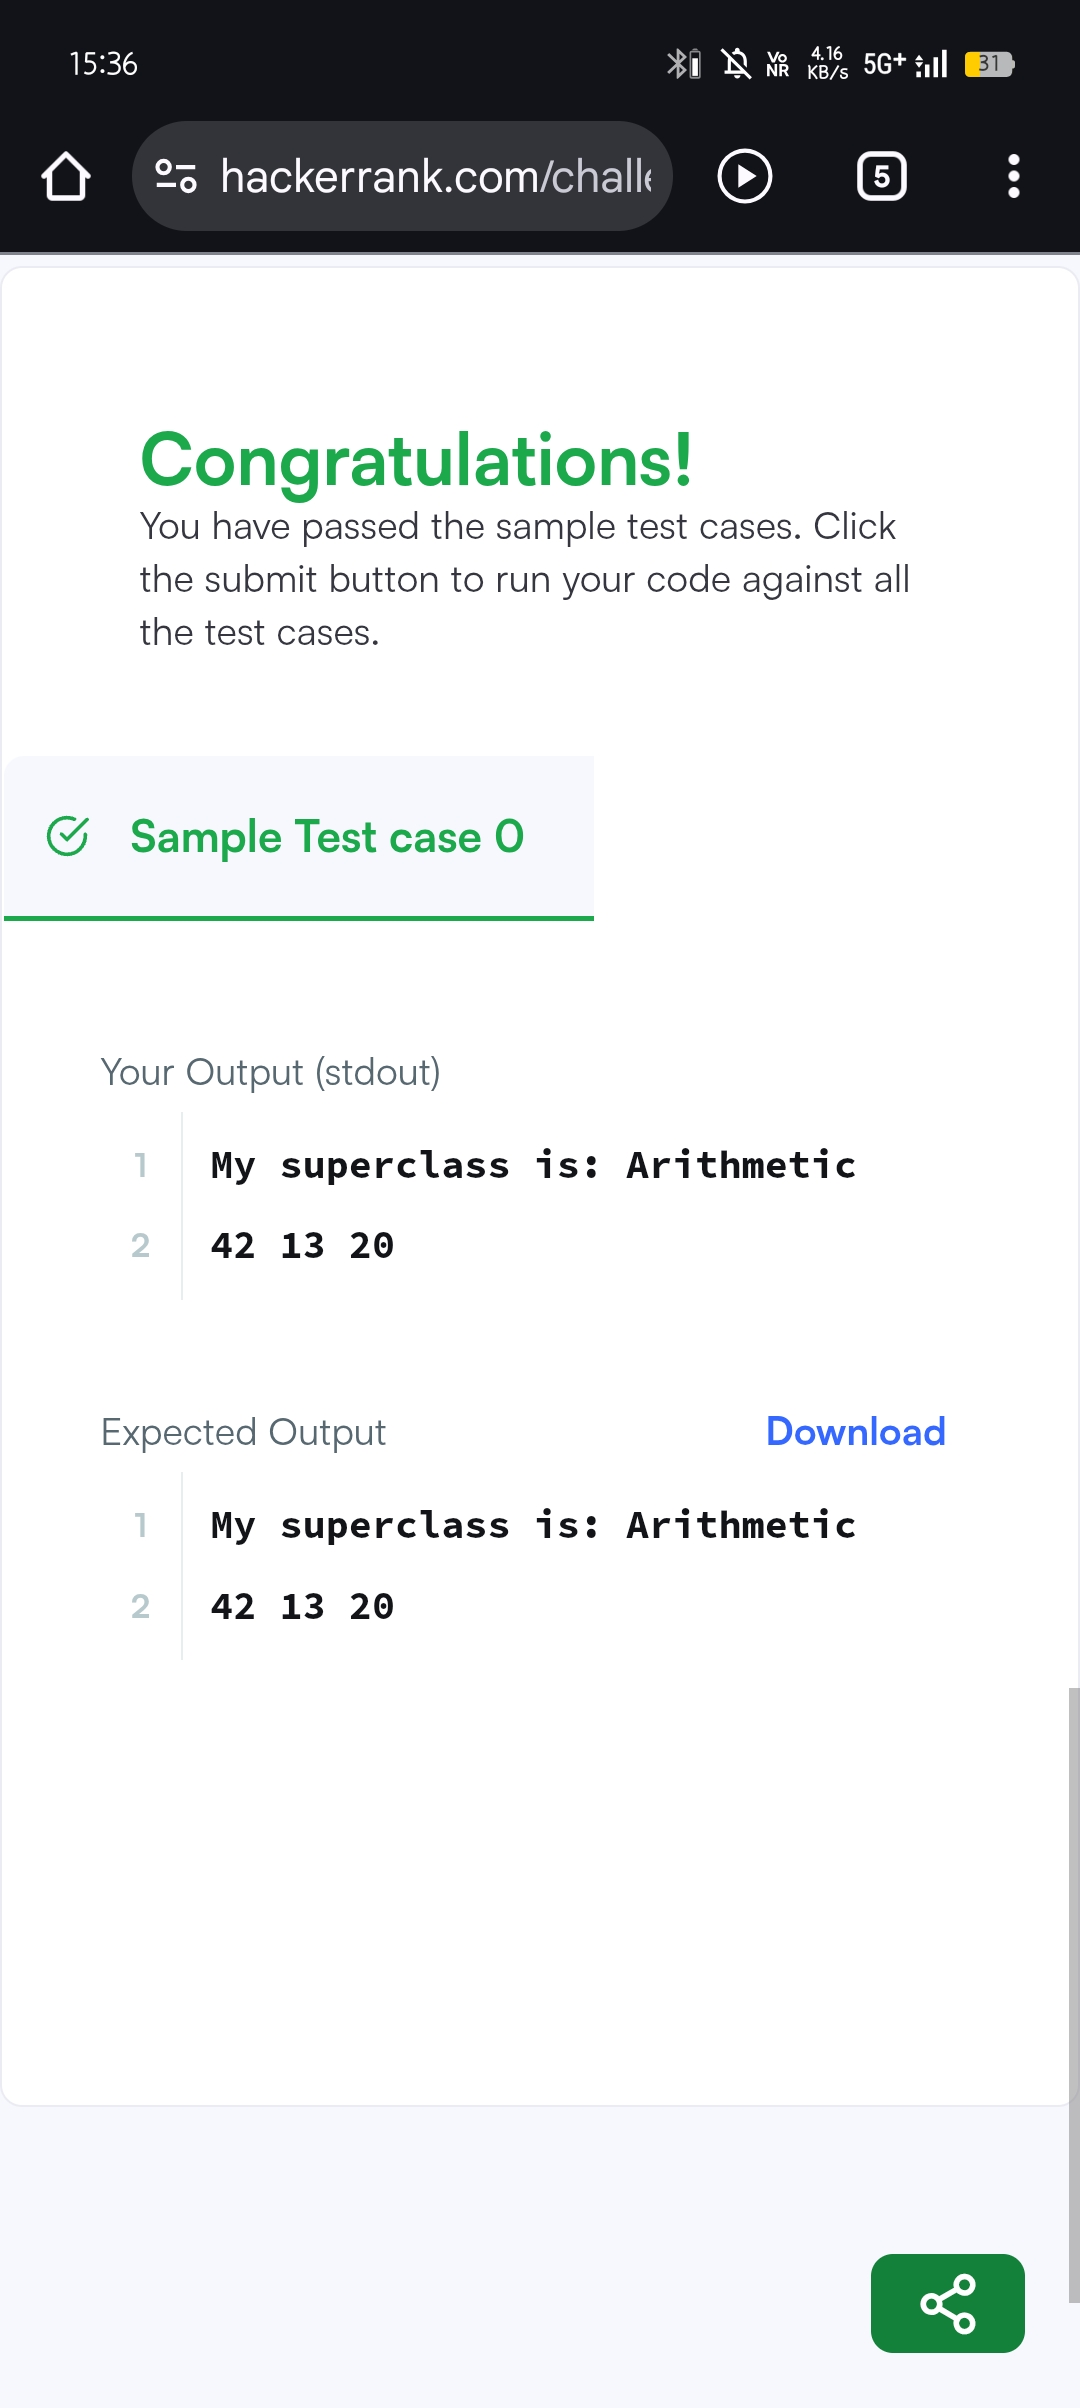 15:36
Vo NR
4.16 KB/s
5G+
31
hackerrank.com/challe
5
Congratulations!
You have passed the sample test cases. Click
the submit button to run your code against all
the test cases.
Sample Test case 0
Your Output (stdout)
1 My superclass is: Arithmetic
2 42 13 20
Expected Output Download
1 My superclass is: Arithmetic
2 42 13 20